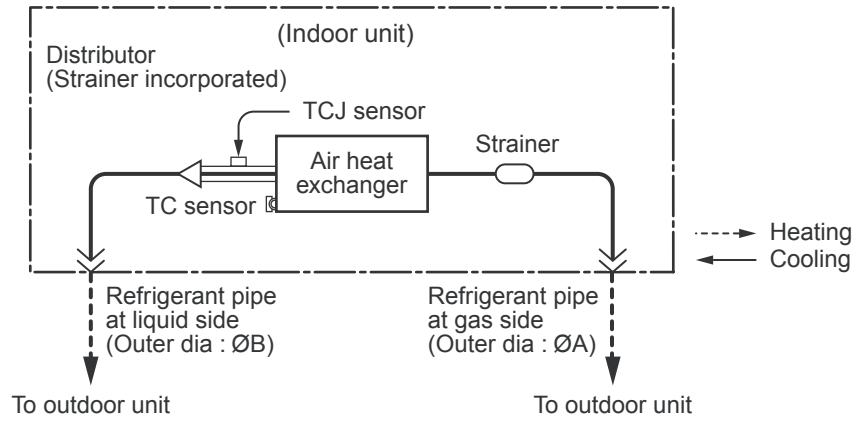 (Indoor unit)
Distributor
(Strainer incorporated)
TCJ sensor
Air heat
exchanger
Strainer
TC sensor
Heating
Cooling
Refrigerant pipe
at liquid side
(Outer dia : ØB)
Refrigerant pipe
at gas side
(Outer dia : ØA)
To outdoor unit
To outdoor unit